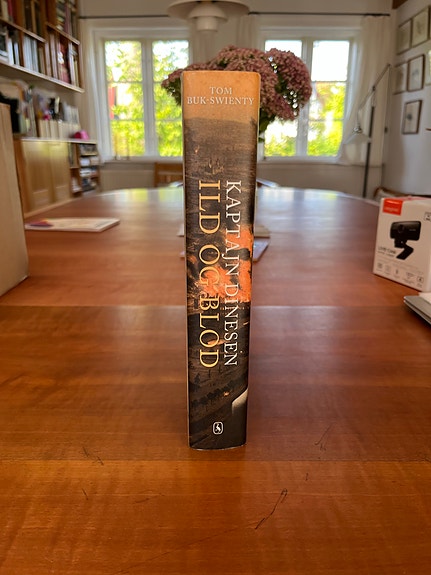 TOM
BUK-SWIENTY
KAPTAJN DINESEN
ILD OG BLOD